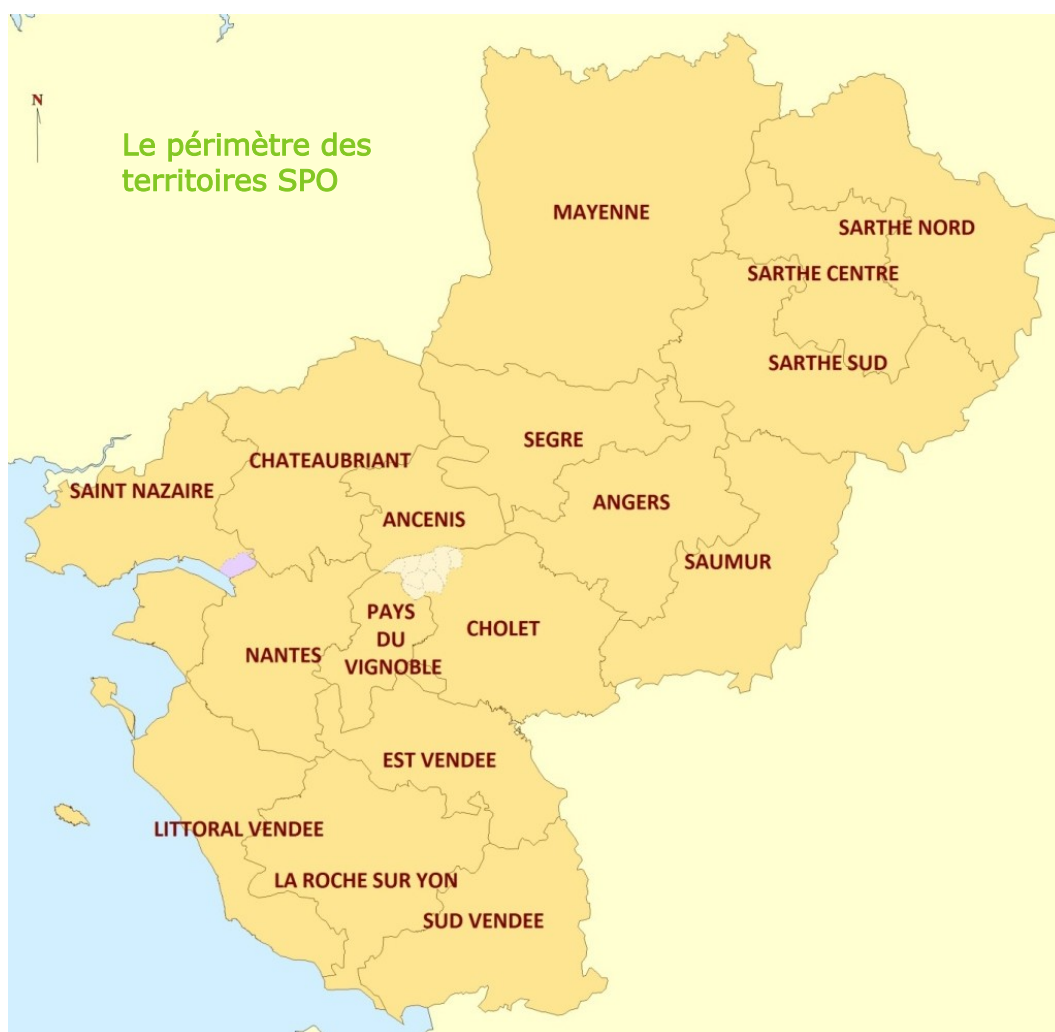 N
Le périmètre des
territoires SPO
MAYENNE
SARTHE NORD
SARTHE CENTRE
SARTHE SUD
SEGRE
CHATEAUBRIANT
SAINT NAZAIRE
ANGERS
ANCENIS
SAUMUR
PAYS
DU
VIGNOBLE
CHOLET
NANTES
EST VENDEE
LITTORAL VENDEE
LA ROCHE SUR YON
SUD VENDEE